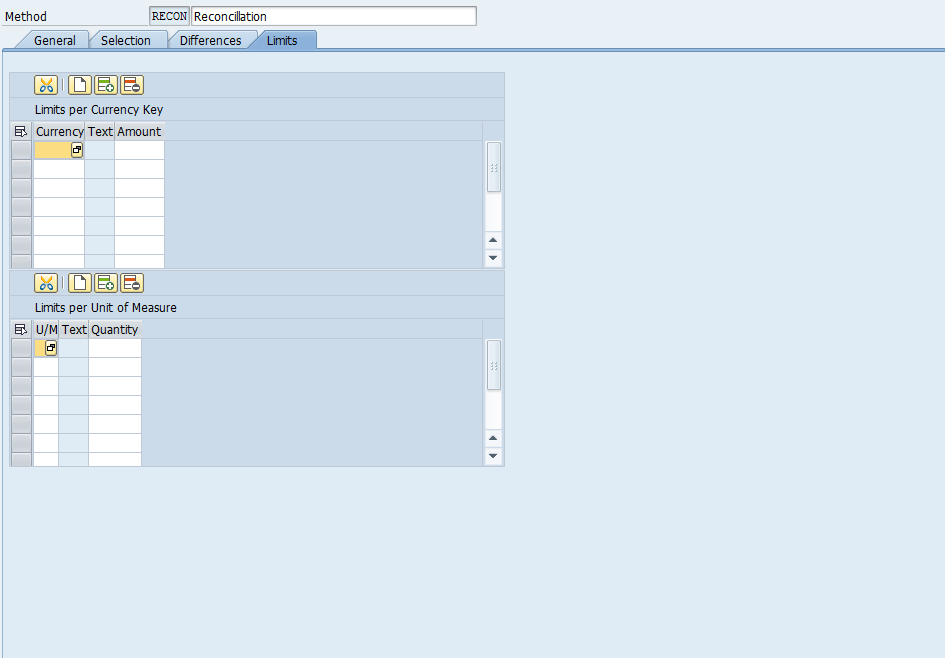 Method RECON Reconcillation
General Selection Differences Limits
Limits per Currency Key
Currency Text Amount
Limits per Unit of Measure
U/M Text Quantity